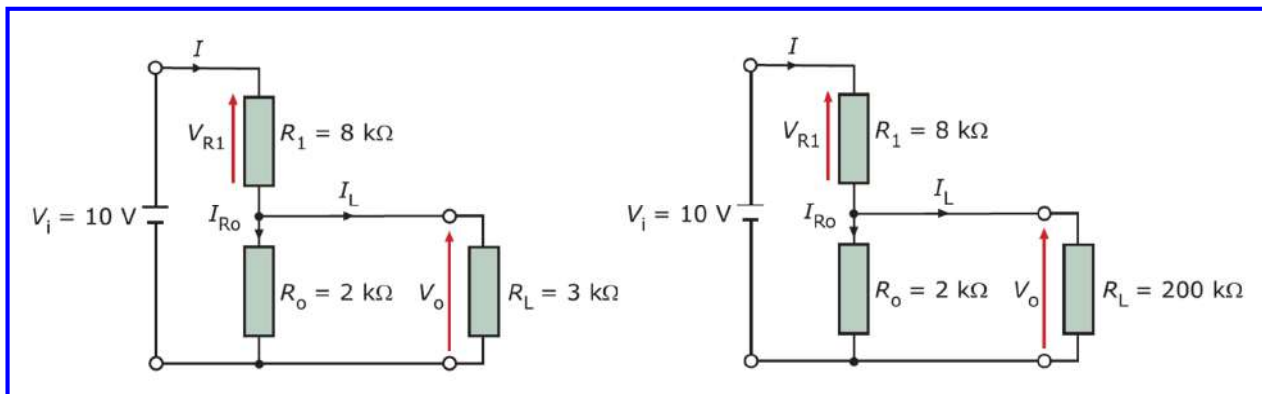 I
V_R1
R_1 = 8 kΩ
I_L
V_i = 10 V
I_Ro
R_o = 2 kΩ
V_o
R_L = 3 kΩ
I
V_R1
R_1 = 8 kΩ
I_L
V_i = 10 V
I_Ro
R_o = 2 kΩ
V_o
R_L = 200 kΩ